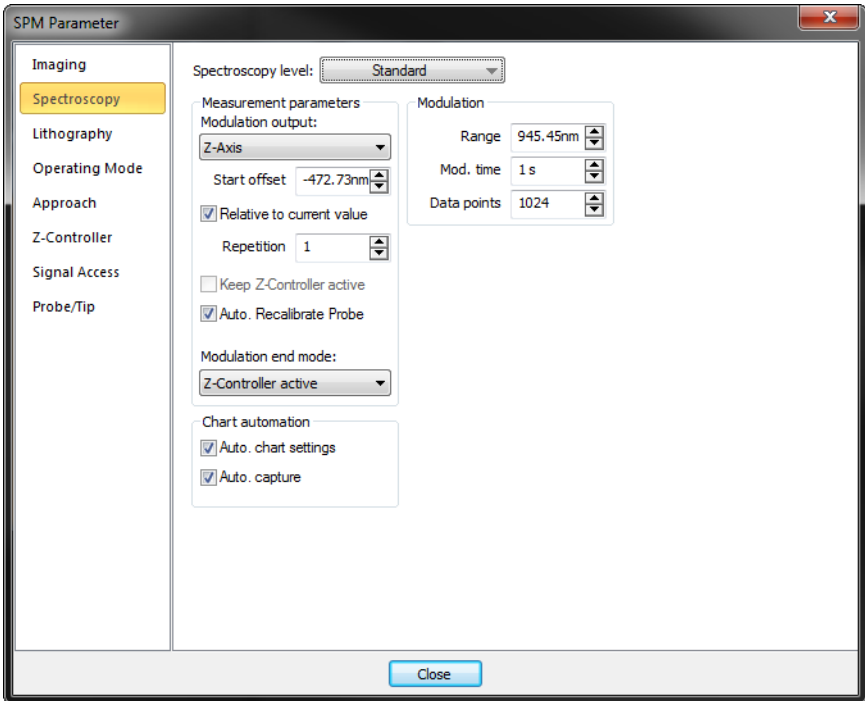 SPM Parameter
x
Imaging
Spectroscopy
Lithography
Operating Mode
Approach
Z-Controller
Signal Access
Probe/Tip
Spectroscopy level: Standard
Measurement parameters
Modulation output:
Z-Axis
Start offset -472.73nm
Relative to current value
Repetition 1
Keep Z-Controller active
Auto. Recalibrate Probe
Modulation end mode:
Z-Controller active
Chart automation
Auto. chart settings
Auto. capture
Modulation
Range 945.45nm
Mod. time 1 s
Data points 1024
Close